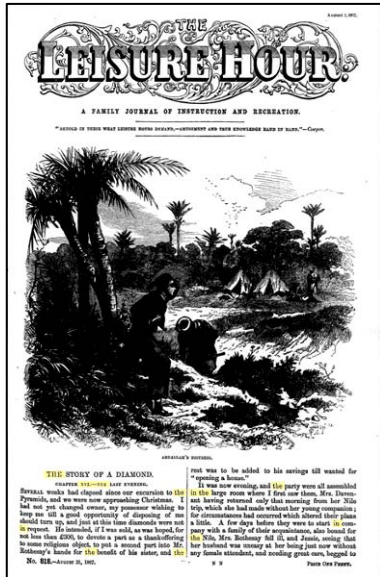 August 1, 1867.
THE
LEISURE HOUR.
A FAMILY JOURNAL OF INSTRUCTION AND RECREATION.
"BEHOLD IN THESE WHAT LEISURE HOURS DEMAND,—AMUSEMENT AND TRUE KNOWLEDGE HAND IN HAND."—Cowper.
ABDALLAH'S
THE STORY OF A DIAMOND.
CHAPTER XVI.—THE LAST EVENING.
SEVERAL weeks had elapsed since our excursion to the
Pyramids, and we were now approaching Christmas. I
had not yet changed owner, my possessor wishing to
keep me till a good opportunity of disposing of me
should turn up, and just at this time diamonds were not
in request. He intended, if I was sold, as was hoped, for
not less than £300, to devote a part as a thankoffering
to some religious object, to put a second part into Mr.
Rothesay's hands for the benefit of his sister, and the
No. 818.—August 31, 1867.
rest was to be added to his savings till wanted for
"opening a house."
It was now evening, and the party were all assembled
in the large room where I first saw them, Mrs. Daven-
ant having returned only that morning from her Nile
trip, which she had made without her young companion;
for circumstances had occurred which altered their plans
a little. A few days before they were to start in com-
pany with a family of their acquaintance, also bound for
the Nile, Mrs. Rothesay fell ill, and Jessie, seeing that
her husband was uneasy at her being just now without
any female attendant, and needing great care, begged to
N N
PRICE ONE PENNY.